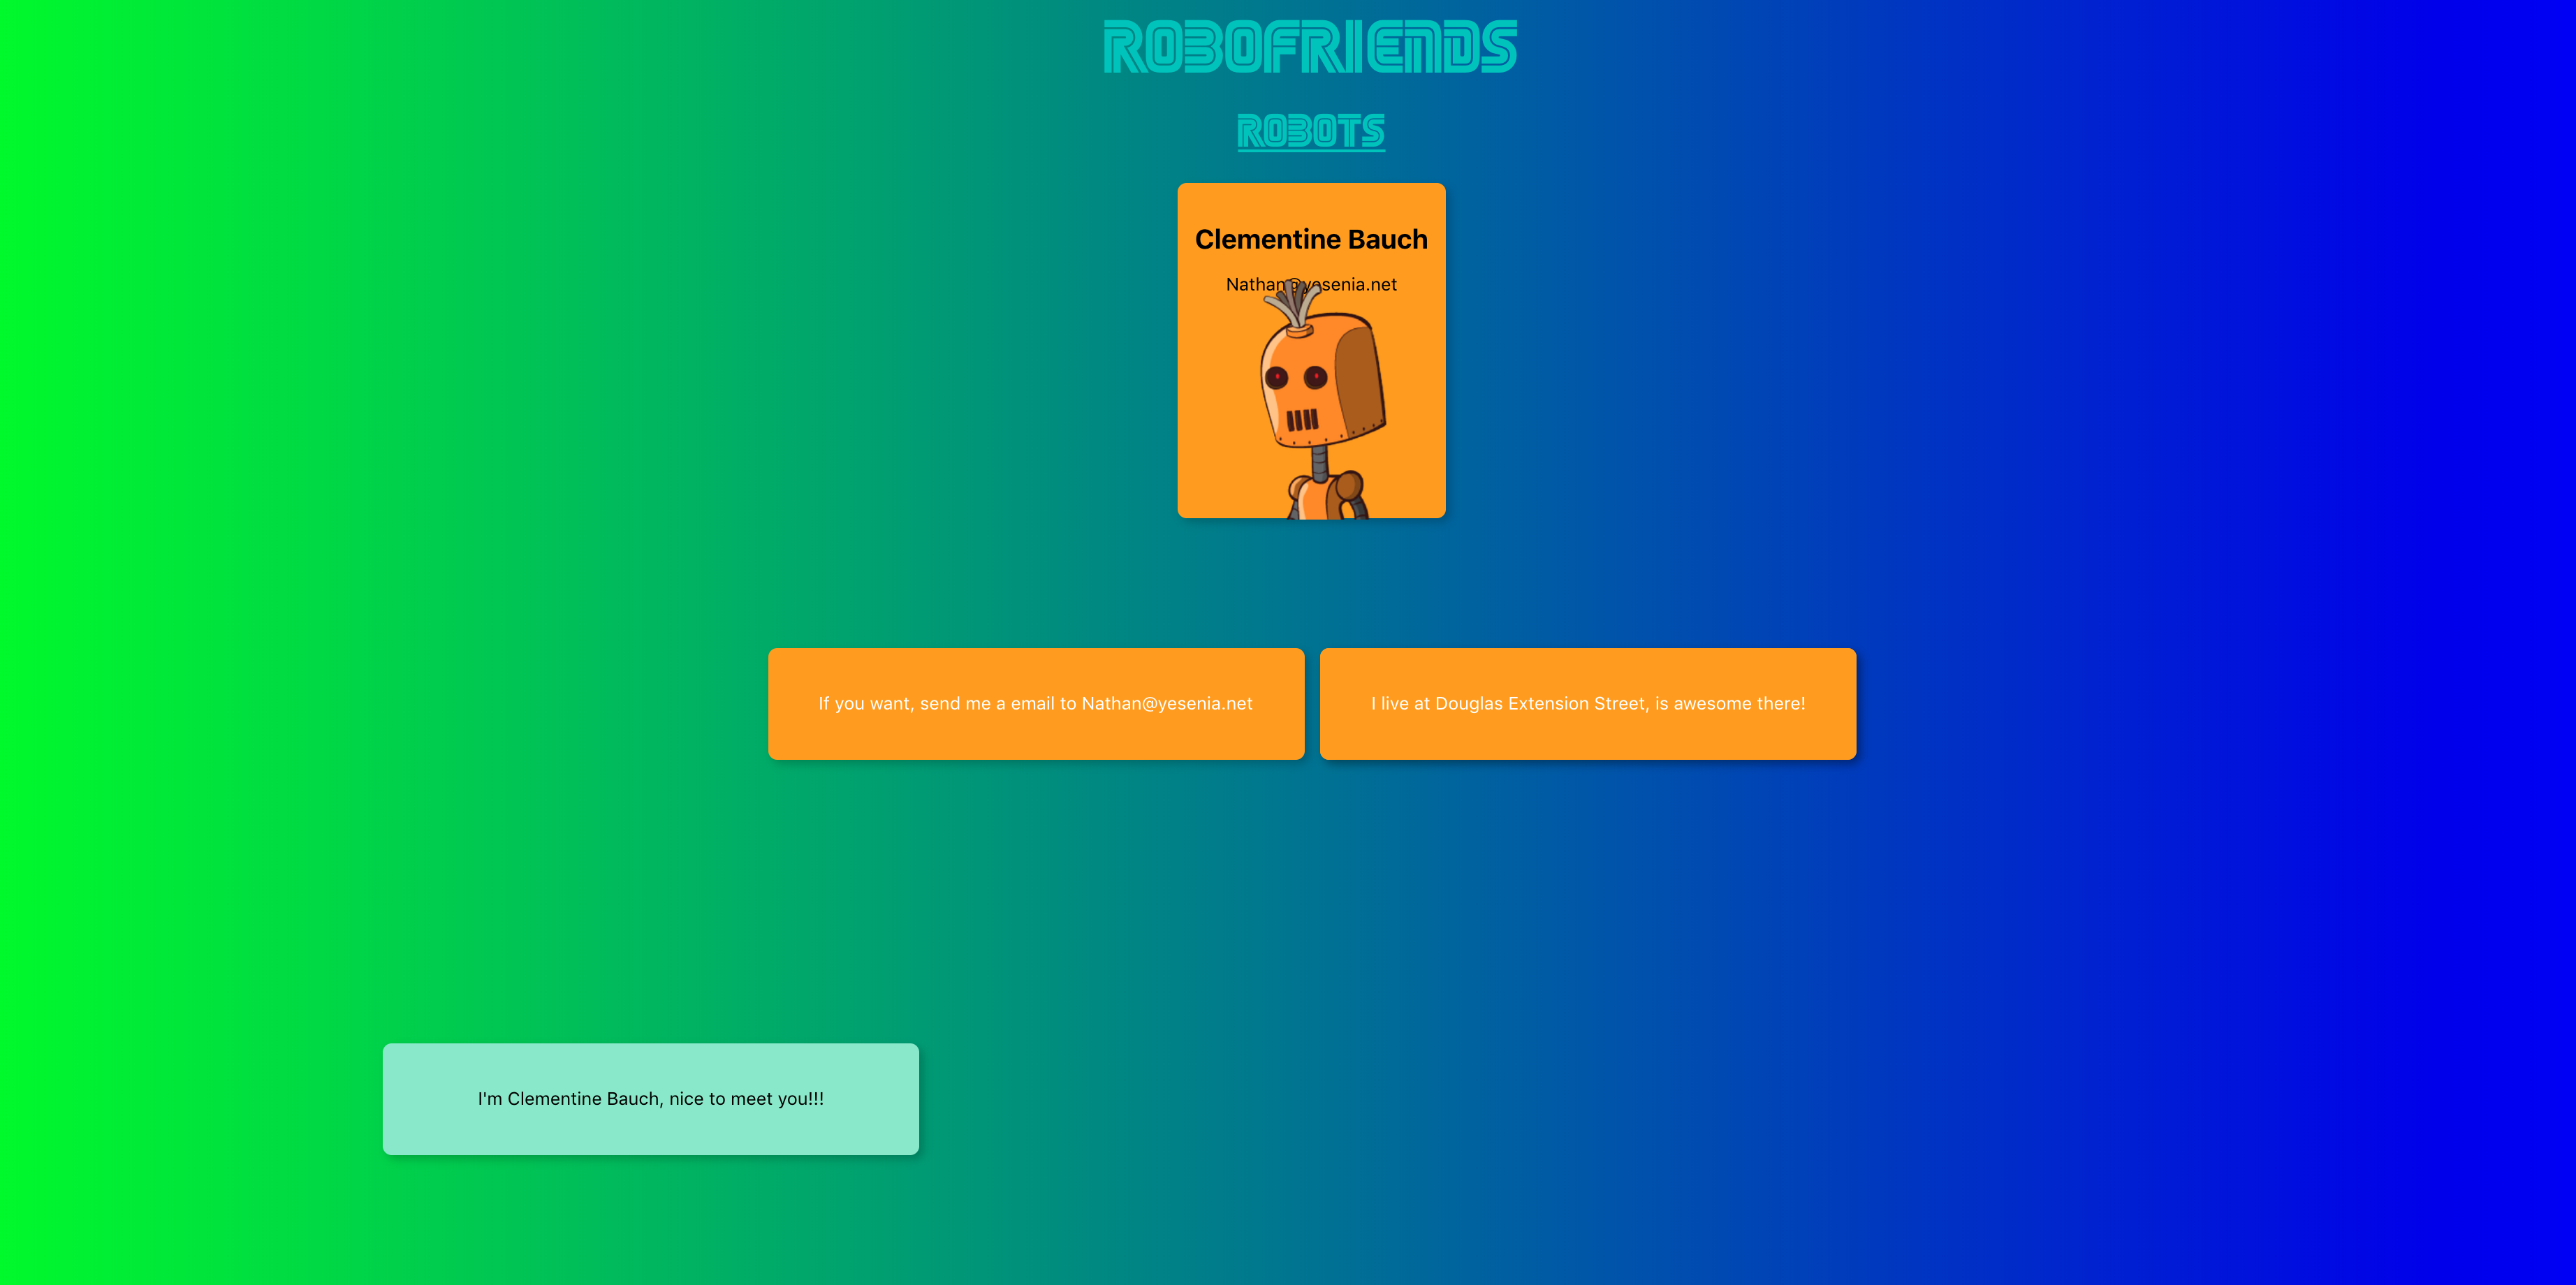 ROBOFRIENDS
ROBOTS
Clementine Bauch
Nathan@yesenia.net
If you want, send me a email to Nathan@yesenia.net
I live at Douglas Extension Street, is awesome there!
I'm Clementine Bauch, nice to meet you!!!